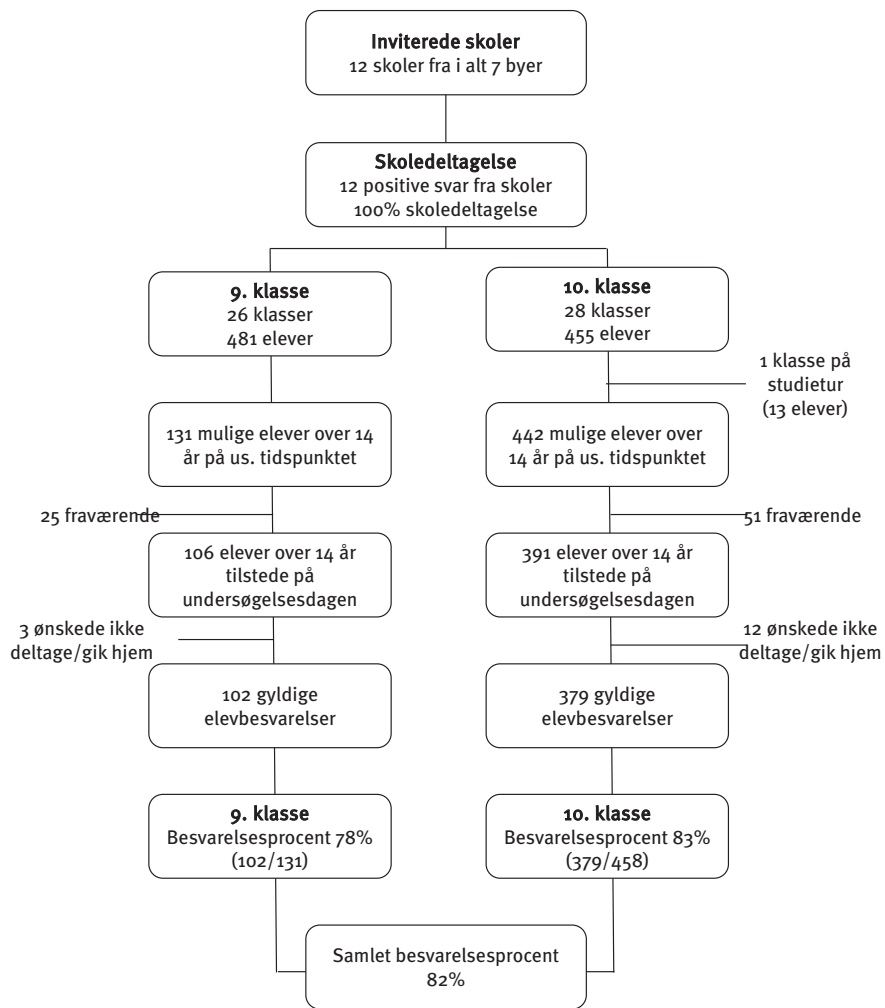 Inviterede skoler
12 skoler fra i alt 7 byer
Skoledeltagelse
12 positive svar fra skoler
100% skoledeltagelse
9. klasse
26 klasser
481 elever
10. klasse
28 klasser
455 elever
1 klasse på
studietur
(13 elever)
131 mulige elever over 14
år på us. tidspunktet
442 mulige elever over
14 år på us. tidspunktet
25 fraværende
51 fraværende
106 elever over 14 år
tilstede på
undersøgelsesdagen
391 elever over 14 år
tilstede på
undersøgelsesdagen
3 ønskede ikke
deltage/gik hjem
12 ønskede ikke
deltage/gik hjem
102 gyldige
elevbesvarelser
379 gyldige
elevbesvarelser
9. klasse
Besvarelsesprocent 78%
(102/131)
10. klasse
Besvarelsesprocent 83%
(379/458)
Samlet besvarelsesprocent
82%